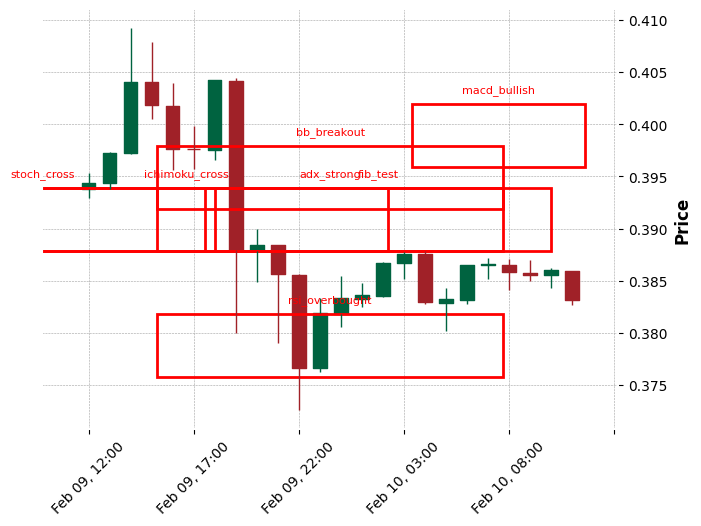 0.410
0.405
macd_bullish
0.400
bb_breakout
stoch_cross
ichimoku_cross
adx_strong
fib_test
0.395
0.390
Price
0.385
0.380
0.375
Feb 09, 12:00
Feb 09, 17:00
Feb 09, 22:00
Feb 10, 03:00
Feb 10, 08:00